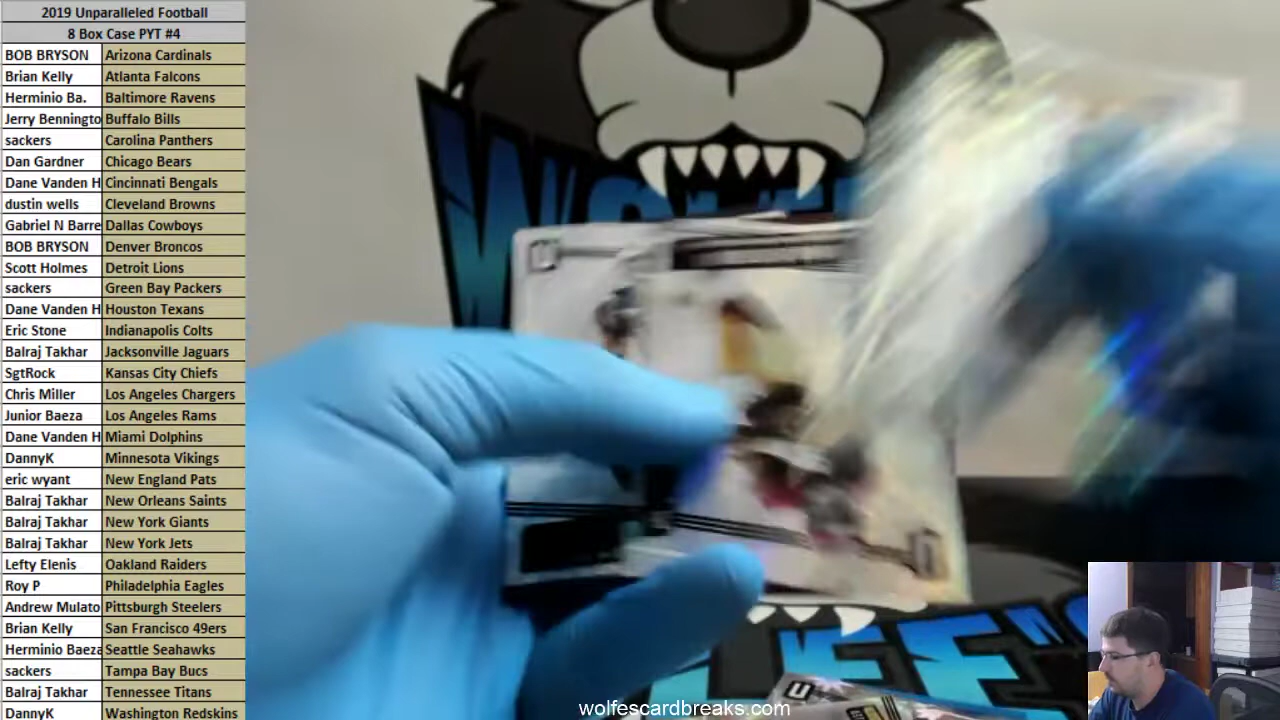 2019 Unparalleled Football
8 Box Case PYT #4
BOB BRYSON Arizona Cardinals
Brian Kelly Atlanta Falcons
Herminio Ba. Baltimore Ravens
Jerry Benningto Buffalo Bills
sackers Carolina Panthers
Dan Gardner Chicago Bears
Dane Vanden H Cincinnati Bengals
dustin wells Cleveland Browns
Gabriel N Barre Dallas Cowboys
BOB BRYSON Denver Broncos
Scott Holmes Detroit Lions
sackers Green Bay Packers
Dane Vanden H Houston Texans
Eric Stone Indianapolis Colts
Balraj Takhar Jacksonville Jaguars
SgtRock Kansas City Chiefs
Chris Miller Los Angeles Chargers
Junior Baeza Los Angeles Rams
Dane Vanden H Miami Dolphins
DannyK Minnesota Vikings
eric wyant New England Pats
Balraj Takhar New Orleans Saints
Balraj Takhar New York Giants
Balraj Takhar New York Jets
Lefty Elenis Oakland Raiders
Roy P Philadelphia Eagles
Andrew Mulato Pittsburgh Steelers
Brian Kelly San Francisco 49ers
Herminio Baeza Seattle Seahawks
sackers Tampa Bay Bucs
Balraj Takhar Tennessee Titans
DannyK Washington Redskins
wolfescardbreaks.com